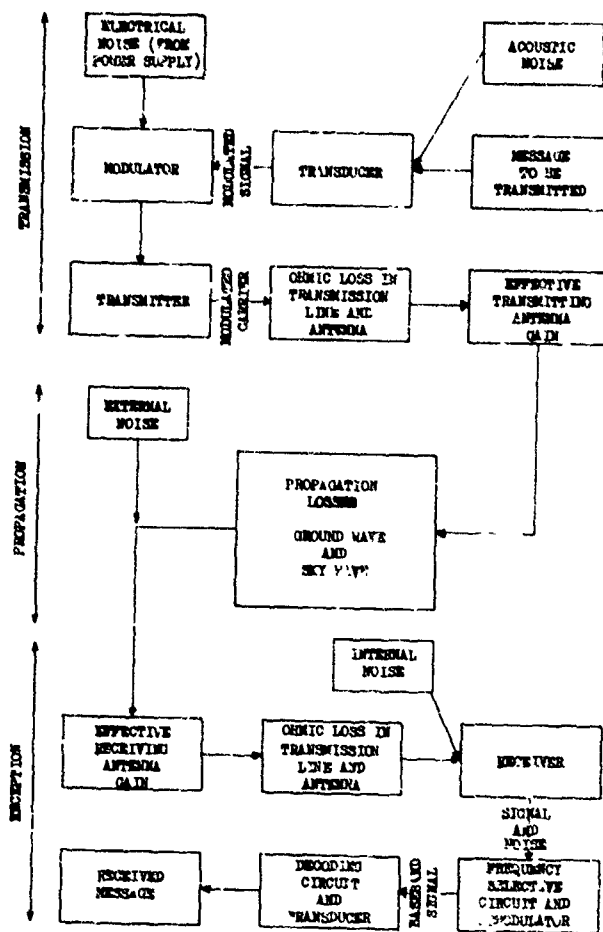 ELECTRICAL
NOISE (FROM
POWER SUPPLY)
ACOUSTIC
NOISE
TRANSMISSION
MODULATOR
MODULATED
SIGNAL
TRANSDUCER
MESSAGE
TO BE
TRANSMITTED
TRANSMITTER
MODULATED
CARRIER
OHMIC LOSS IN
TRANSMISSION
LINE AND
ANTENNA
EFFECTIVE
TRANSMITTING
ANTENNA
GAIN
PROPAGATION
EXTERNAL
NOISE
PROPAGATION
LOSSES
GROUND WAVE
AND
SKY WAVE
RECEPTION
INTERNAL
NOISE
EFFECTIVE
RECEIVING
ANTENNA
GAIN
OHMIC LOSS IN
TRANSMISSION
LINE AND
ANTENNA
RECEIVER
SIGNAL
AND
NOISE
RECEIVED
MESSAGE
DECODING
CIRCUIT
AND
TRANSDUCER
BASEBAND
SIGNAL
FREQUENCY
SELECTIVE
CIRCUIT AND
DEMODULATOR